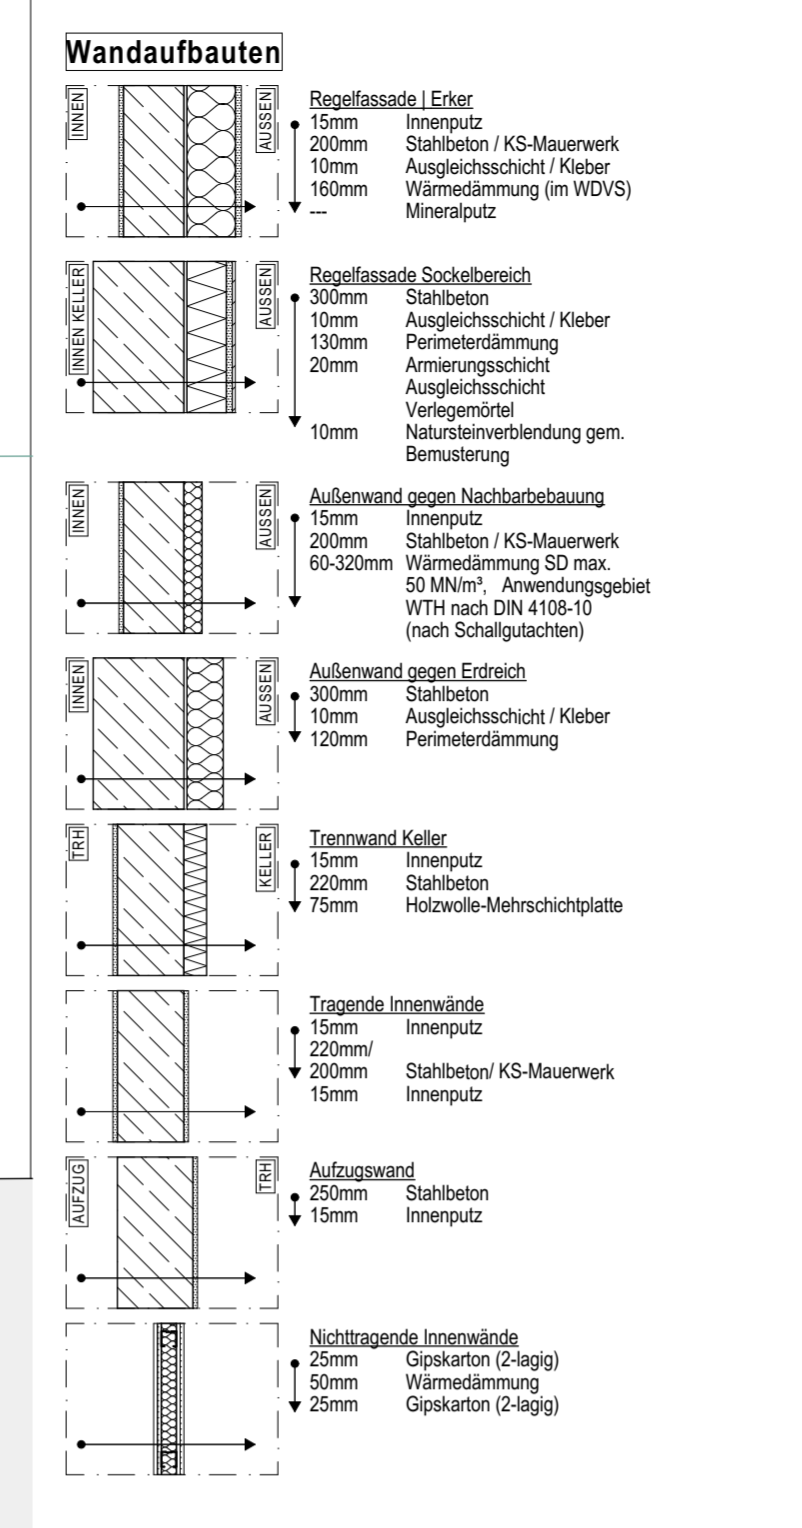 Wandaufbauten
INNEN
AUSSEN
Regelfassade | Erker
15mm Innenputz
200mm Stahlbeton / KS-Mauerwerk
10mm Ausgleichsschicht / Kleber
160mm Wärmedämmung (im WDVS)
--- Mineralputz
INNEN KELLER
AUSSEN
Regelfassade Sockelbereich
300mm Stahlbeton
10mm Ausgleichsschicht / Kleber
130mm Perimeterdämmung
20mm Armierungsschicht
Ausgleichsschicht
Verlegemörtel
10mm Natursteinverblendung gem.
Bemusterung
INNEN
AUSSEN
Außenwand gegen Nachbarbebauung
15mm Innenputz
200mm Stahlbeton / KS-Mauerwerk
60-320mm Wärmedämmung SD max.
50 MN/m³, Anwendungsgebiet
WTH nach DIN 4108-10
(nach Schallgutachten)
INNEN
AUSSEN
Außenwand gegen Erdreich
300mm Stahlbeton
10mm Ausgleichsschicht / Kleber
120mm Perimeterdämmung
TRH
KELLER
Trennwand Keller
15mm Innenputz
220mm Stahlbeton
75mm Holzwolle-Mehrschichtplatte
Tragende Innenwände
15mm Innenputz
220mm/
200mm Stahlbeton/ KS-Mauerwerk
15mm Innenputz
AUFZUG
TRH
Aufzugswand
250mm Stahlbeton
15mm Innenputz
Nichttragende Innenwände
25mm Gipskarton (2-lagig)
50mm Wärmedämmung
25mm Gipskarton (2-lagig)